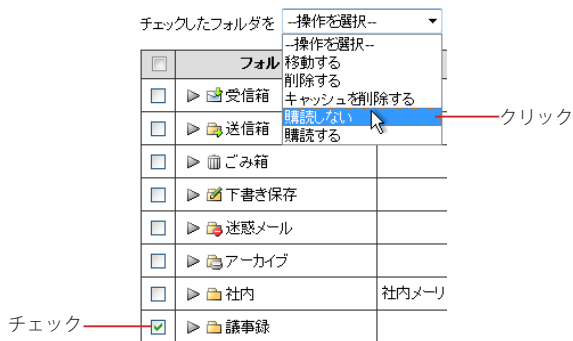 チェックしたフォルダを --操作を選択--
--操作を選択--
フォル 移動する
削除する
キャッシュを削除する
受信箱
購読しない クリック
送信箱
購読する
ごみ箱
下書き保存
迷惑メール
アーカイブ
社内 社内メーリ
チェック 議事録